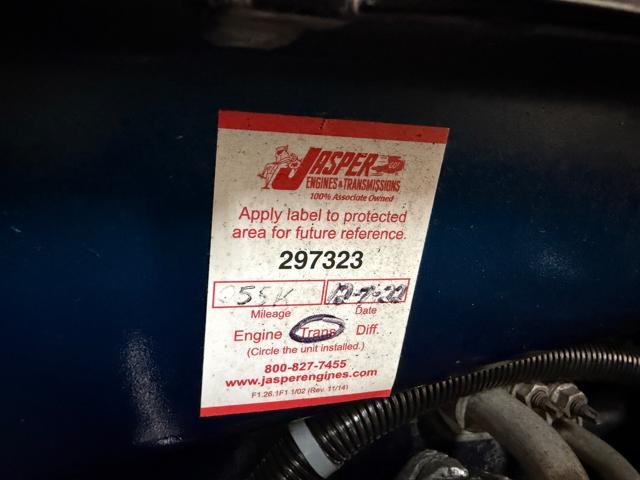 JASPER
ENGINES & TRANSMISSIONS
100% Associate Owned
Apply label to protected
area for future reference.
297323
55K 12-7-22
Mileage Date
Engine Trans Diff.
(Circle the unit installed.)
800-827-7455
www.jasperengines.com
F1.26.1F1 1/02 (Rev. 11/14)